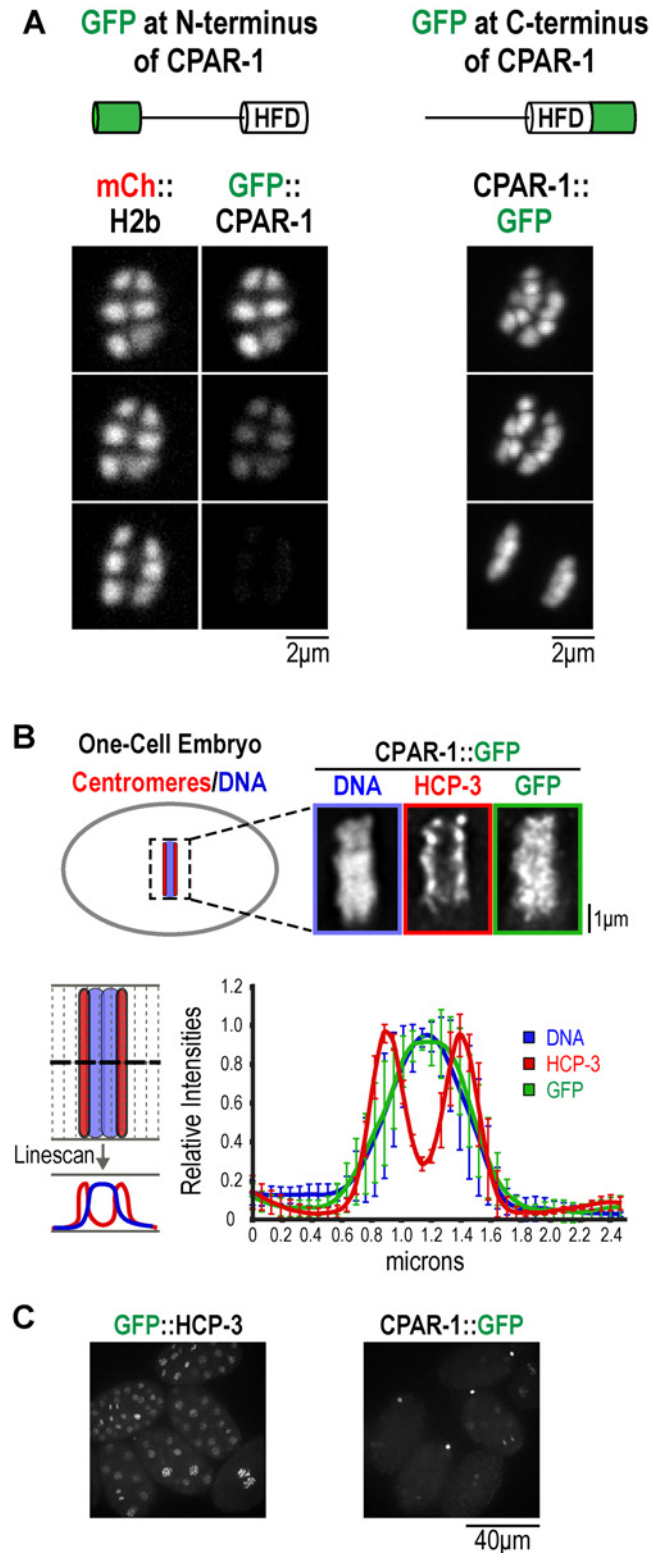 A
GFP at N-terminus
of CPAR-1
GFP at C-terminus
of CPAR-1
HFD
HFD
mCh::
H2b
GFP::
CPAR-1
CPAR-1::
GFP
2µm
2µm
B
One-Cell Embryo
Centromeres/DNA
CPAR-1::GFP
DNA
HCP-3
GFP
1µm
Linescan
Relative Intensities
1.2
1.0
0.8
0.6
0.4
0.2
0
DNA
HCP-3
GFP
0 0.2 0.4 0.6 0.8 1.0 1.2 1.4 1.6 1.8 2.0 2.2 2.4
microns
C
GFP::HCP-3
CPAR-1::GFP
40µm